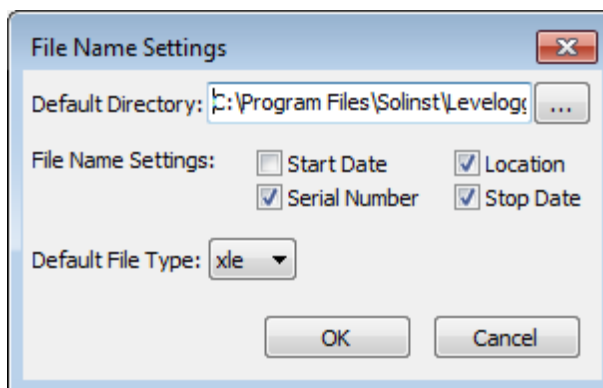 File Name Settings
Default Directory: C:\Program Files\Solinst\Levelogg ...
File Name Settings: Start Date Location
Serial Number Stop Date
Default File Type: xle
OK Cancel